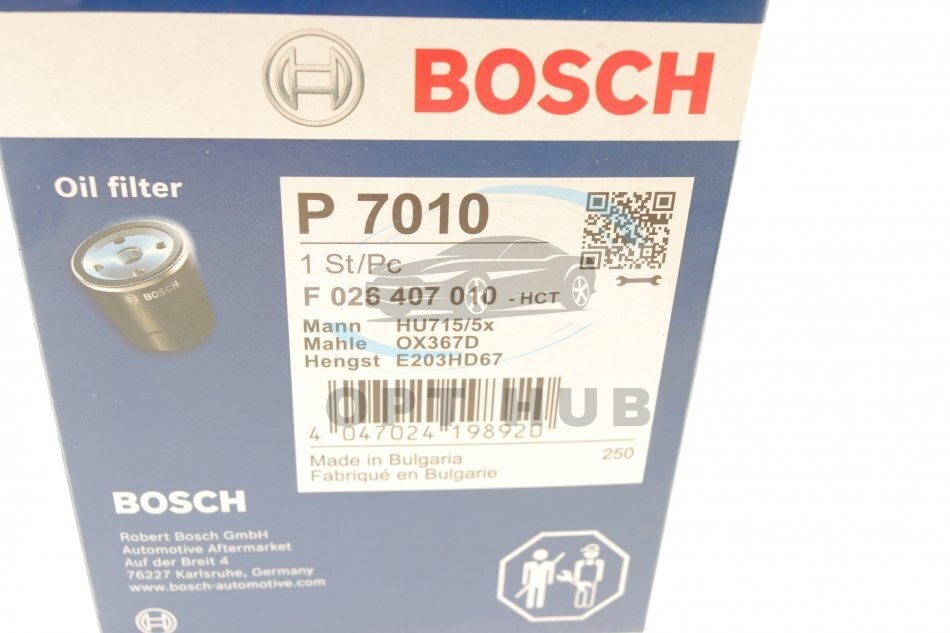 BOSCH
Oil filter
BOSCH
P 7010
1 St/Pc
F 026 407 010 - HCT
Mann HU715/5x
Mahle OX367D
Hengst E203HD67
OPT HUB
4 047024 198920
Made in Bulgaria 250
Fabriqué en Bulgarie
BOSCH
Robert Bosch GmbH
Automotive Aftermarket
Auf der Breit 4
76227 Karlsruhe, Germany
www.bosch-automotive.com